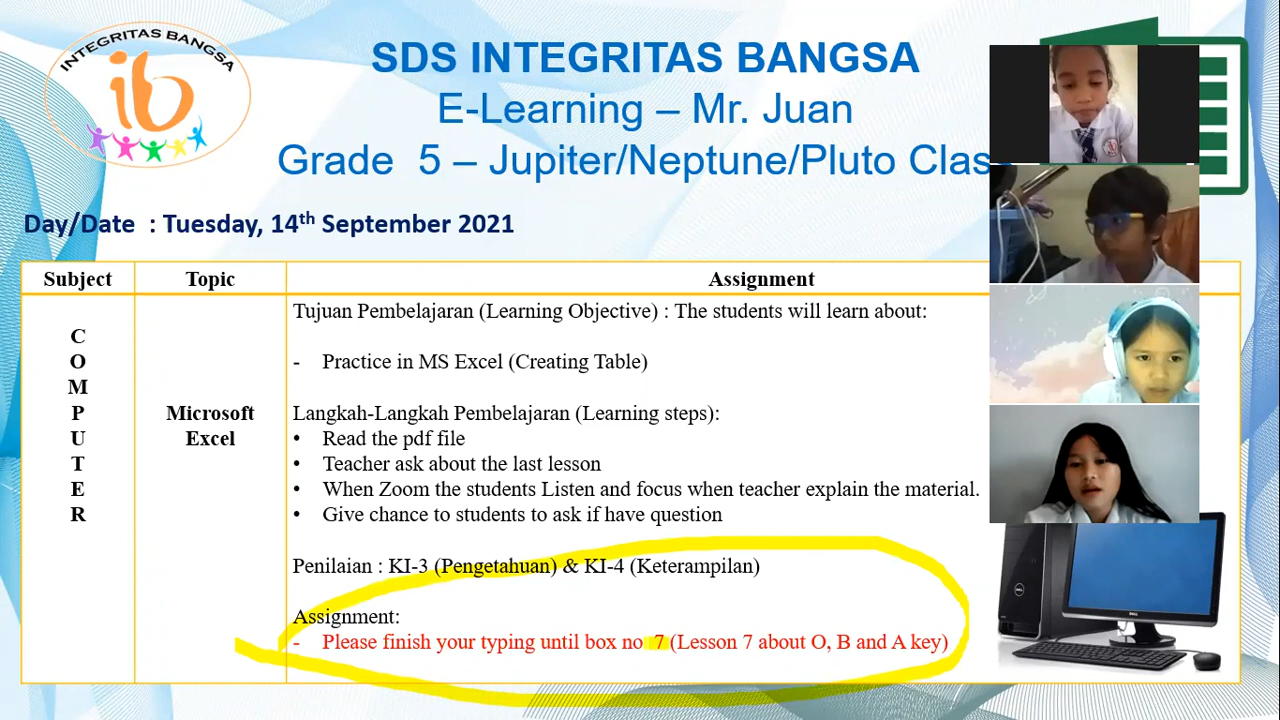 INTEGRITAS BANGSA
ib
SDS INTEGRITAS BANGSA
E-Learning – Mr. Juan
Grade 5 – Jupiter/Neptune/Pluto Class
Day/Date : Tuesday, 14th September 2021
Subject
Topic
Assignment
C
O
M
P
U
T
E
R
Microsoft
Excel
Tujuan Pembelajaran (Learning Objective) : The students will learn about:
- Practice in MS Excel (Creating Table)
Langkah-Langkah Pembelajaran (Learning steps):
• Read the pdf file
• Teacher ask about the last lesson
• When Zoom the students Listen and focus when teacher explain the material.
• Give chance to students to ask if have question
Penilaian : KI-3 (Pengetahuan) & KI-4 (Keterampilan)
Assignment:
- Please finish your typing until box no 7 (Lesson 7 about O, B and A key)